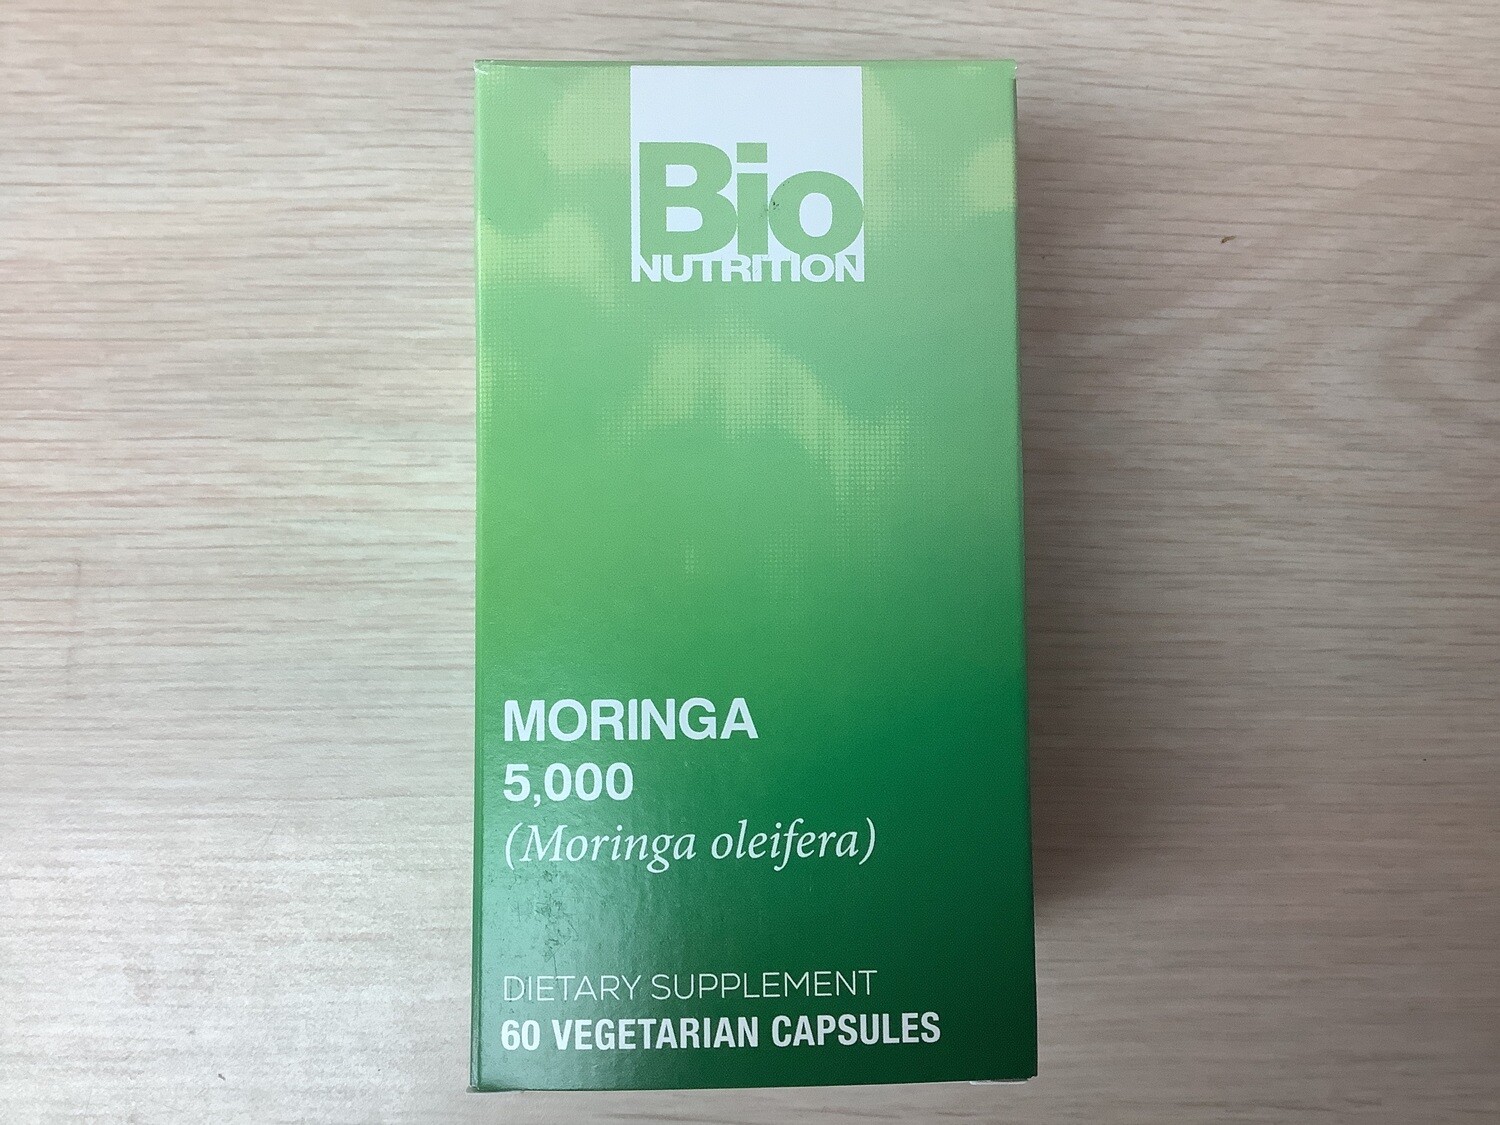 Bio
NUTRITION
MORINGA
5,000
(Moringa oleifera)
DIETARY SUPPLEMENT
60 VEGETARIAN CAPSULES